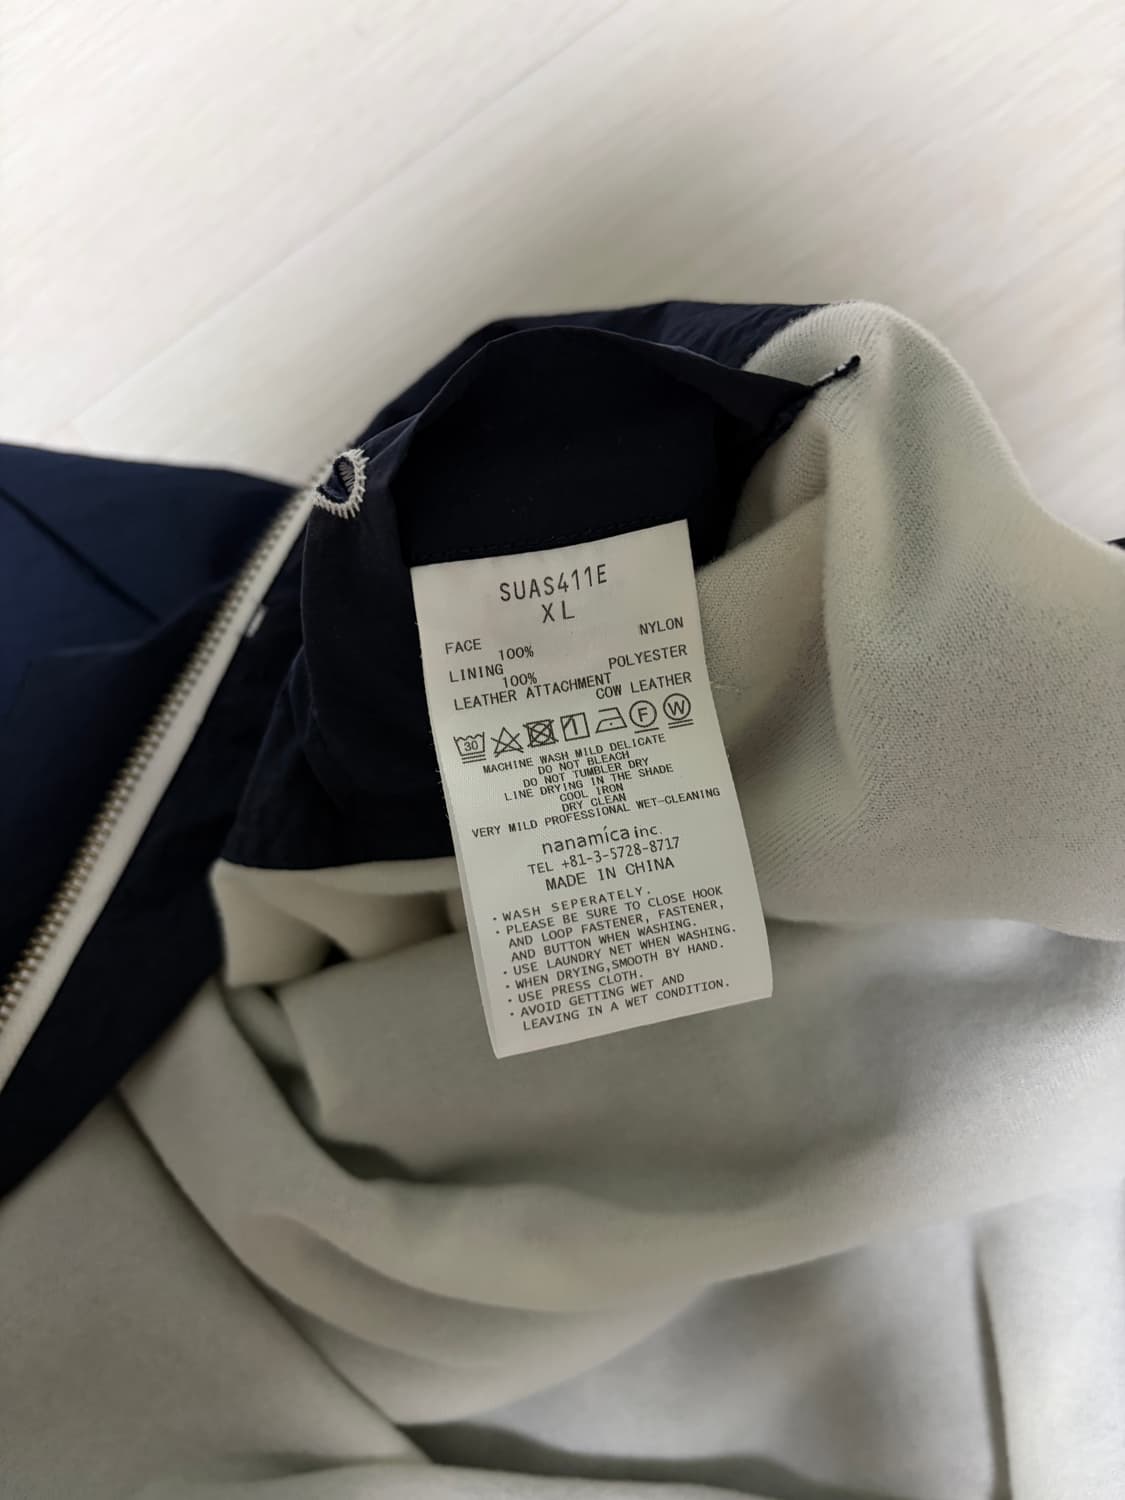 SUAS411E
XL
FACE
100% NYLON
LINING
100% POLYESTER
LEATHER ATTACHMENT
COW LEATHER
30 F W
MACHINE WASH MILD DELICATE
DO NOT BLEACH
DO NOT TUMBLER DRY
LINE DRYING IN THE SHADE
COOL IRON
DRY CLEAN
VERY MILD PROFESSIONAL WET-CLEANING
nanamíca inc.
TEL +81-3-5728-8717
MADE IN CHINA
・WASH SEPERATELY.
・PLEASE BE SURE TO CLOSE HOOK
AND LOOP FASTENER, FASTENER,
AND BUTTON WHEN WASHING.
・USE LAUNDRY NET WHEN WASHING.
・WHEN DRYING,SMOOTH BY HAND.
・USE PRESS CLOTH.
・AVOID GETTING WET AND
LEAVING IN A WET CONDITION.